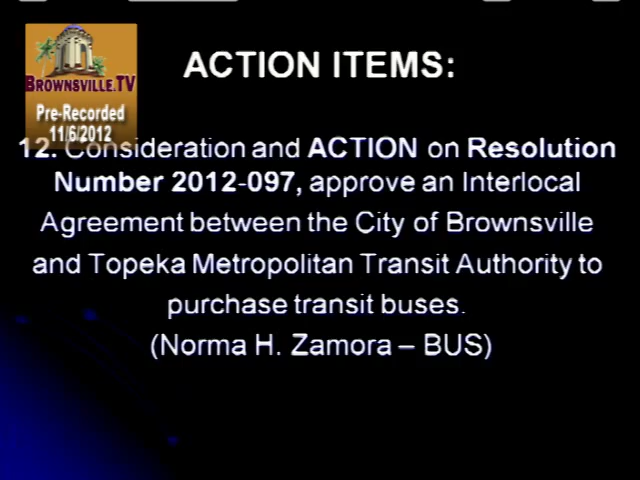 BROWNSVILLE.TV
Pre-Recorded
11/6/2012
ACTION ITEMS:
12. Consideration and ACTION on Resolution
Number 2012-097, approve an Interlocal
Agreement between the City of Brownsville
and Topeka Metropolitan Transit Authority to
purchase transit buses.
(Norma H. Zamora – BUS)